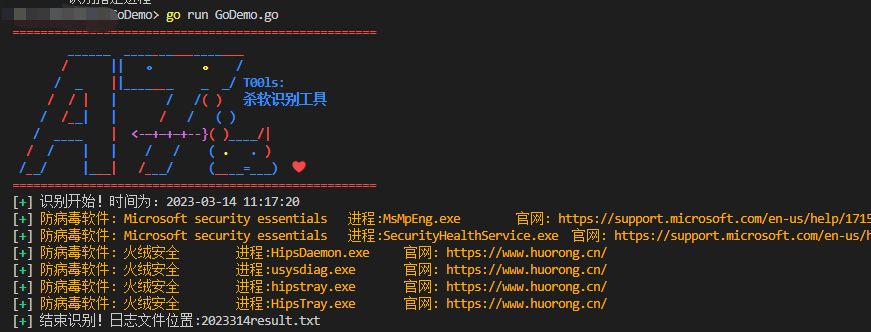 识别指定进程
GoDemo> go run GoDemo.go
T00ls:
杀软识别工具
[+] 识别开始! 时间为: 2023-03-14 11:17:20
[+] 防病毒软件: Microsoft security essentials 进程:MsMpEng.exe 官网: https://support.microsoft.com/en-us/help/1715
[+] 防病毒软件: Microsoft security essentials 进程:SecurityHealthService.exe 官网: https://support.microsoft.com/en-us/h
[+] 防病毒软件: 火绒安全 进程:HipsDaemon.exe 官网: https://www.huorong.cn/
[+] 防病毒软件: 火绒安全 进程:usysdiag.exe 官网: https://www.huorong.cn/
[+] 防病毒软件: 火绒安全 进程:hipstray.exe 官网: https://www.huorong.cn/
[+] 防病毒软件: 火绒安全 进程:HipsTray.exe 官网: https://www.huorong.cn/
[+] 结束识别! 日志文件位置:2023314result.txt